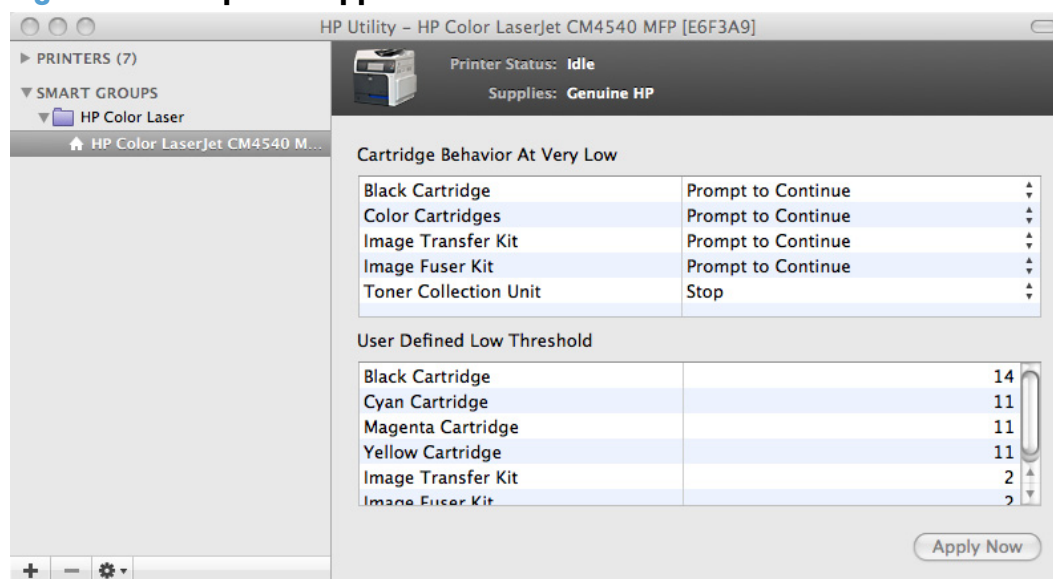 HP Utility – HP Color LaserJet CM4540 MFP [E6F3A9]
PRINTERS (7)
SMART GROUPS
HP Color Laser
HP Color LaserJet CM4540 M...
Printer Status: Idle
Supplies: Genuine HP
Cartridge Behavior At Very Low
Black Cartridge Prompt to Continue
Color Cartridges Prompt to Continue
Image Transfer Kit Prompt to Continue
Image Fuser Kit Prompt to Continue
Toner Collection Unit Stop
User Defined Low Threshold
Black Cartridge 14
Cyan Cartridge 11
Magenta Cartridge 11
Yellow Cartridge 11
Image Transfer Kit 2
Image Fuser Kit 2
Apply Now